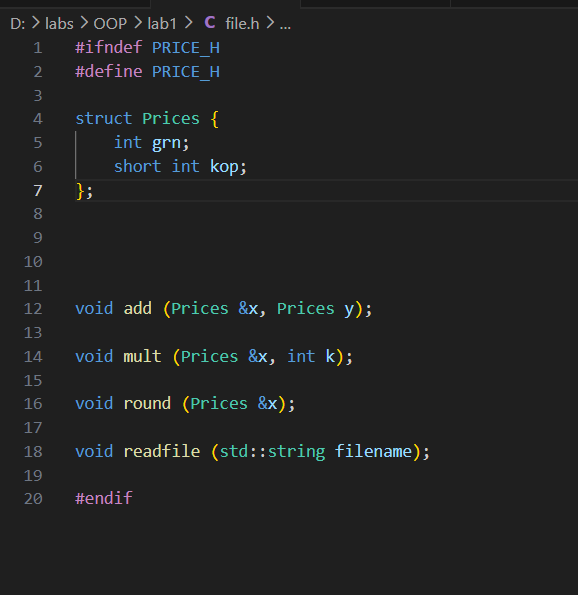 D: > labs > OOP > lab1 > C file.h > ...
1 #ifndef PRICE_H
2 #define PRICE_H
3
4 struct Prices {
5     int grn;
6     short int kop;
7 };
8
9
10
11
12 void add (Prices &x, Prices y);
13
14 void mult (Prices &x, int k);
15
16 void round (Prices &x);
17
18 void readfile (std::string filename);
19
20 #endif